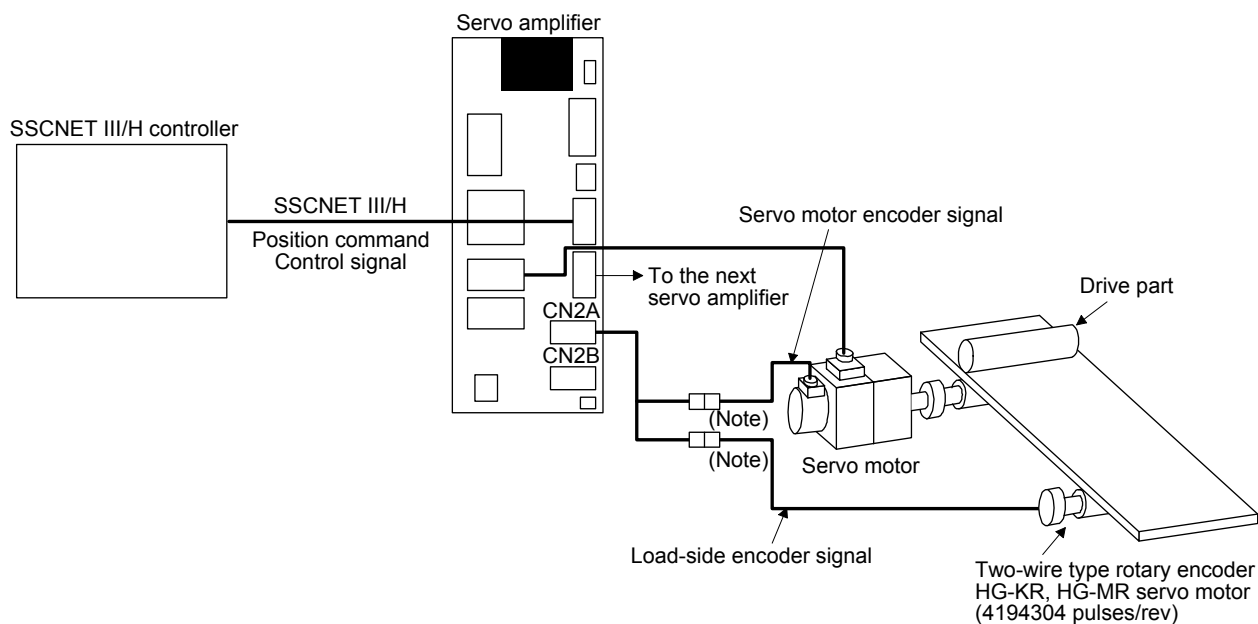 Servo amplifier
SSCNET III/H controller
SSCNET III/H
Position command
Control signal
Servo motor encoder signal
To the next
servo amplifier
Drive part
CN2A
CN2B
(Note)
(Note)
Servo motor
Load-side encoder signal
Two-wire type rotary encoder
HG-KR, HG-MR servo motor
(4194304 pulses/rev)